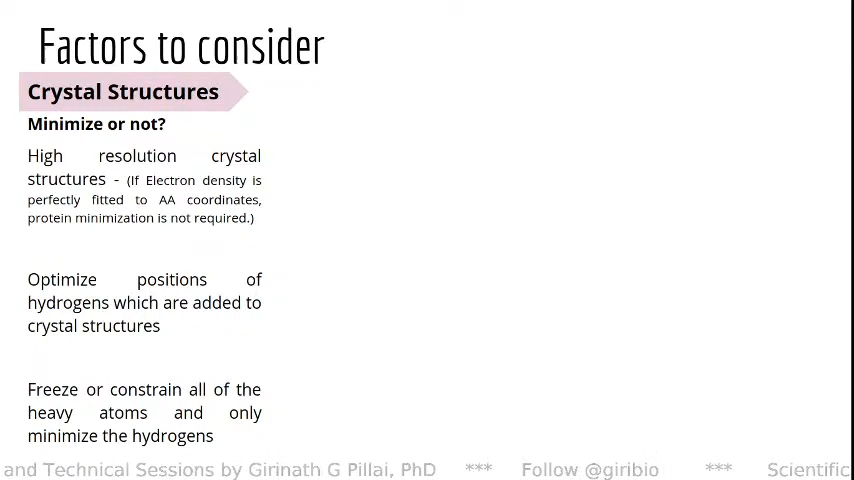 Factors to consider
Crystal Structures
Minimize or not?
High resolution crystal
structures - (If Electron density is
perfectly fitted to AA coordinates,
protein minimization is not required.)
Optimize positions of
hydrogens which are added to
crystal structures
Freeze or constrain all of the
heavy atoms and only
minimize the hydrogens
and Technical Sessions by Girinath G Pillai, PhD *** Follow @giribio *** Scientific